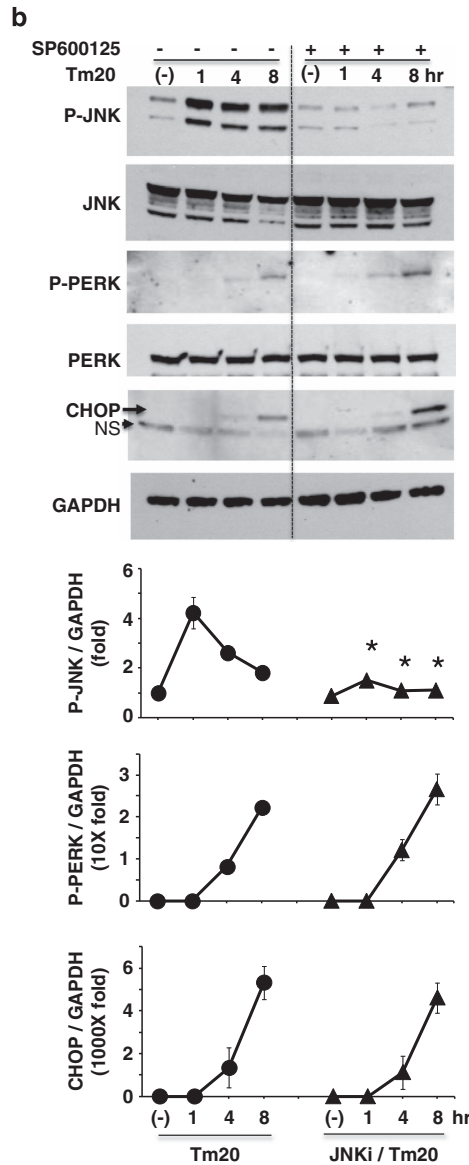 b
SP600125 - - - - + + + +
Tm20 (-) 1 4 8 (-) 1 4 8 hr
P-JNK
JNK
P-PERK
PERK
CHOP
NS
GAPDH
P-JNK / GAPDH
(fold)
6
4
2
0
* * *
P-PERK / GAPDH
(10X fold)
3
2
1
0
CHOP / GAPDH
(1000X fold)
6
4
2
0
(-) 1 4 8 (-) 1 4 8 hr
Tm20 JNKi / Tm20